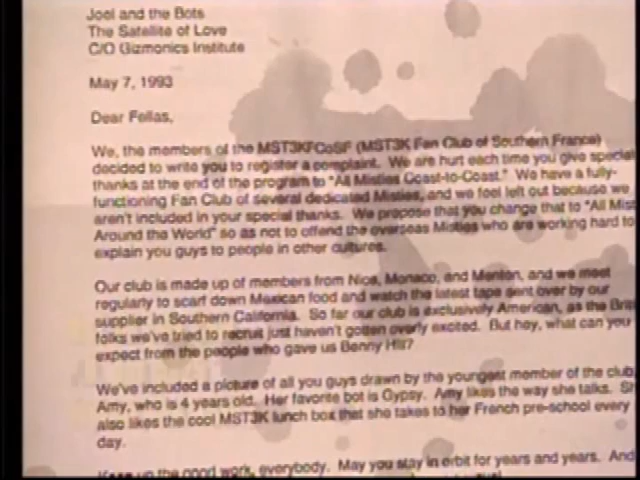 Joel and the Bots
The Satellite of Love
C/O Gizmonics Institute
May 7, 1993
Dear Fellas,
We, the members of the MST3KFCoSF (MST3K Fan Club of Southern France)
decided to write you to register a complaint. We are hurt each time you give special
thanks at the end of the program to "All Misties Coast-to-Coast." We have a fully-
functioning Fan Club of several dedicated Misties, and we feel left out because we
aren't included in your special thanks. We propose that you change that to "All Mist
Around the World" so as not to offend the overseas Misties who are working hard to
explain you guys to people in other cultures.
Our club is made up of members from Nice, Monaco, and Menton, and we meet
regularly to scarf down Mexican food and watch the latest tape sent over by our
supplier in Southern California. So far our club is exclusively American, as the Brit
folks we've tried to recruit just haven't gotten overly excited. But hey, what can you
expect from the people who gave us Benny Hill?
We've included a picture of all you guys drawn by the youngest member of the club,
Amy, who is 4 years old. Her favorite bot is Gypsy. Amy likes the way she talks. S
also likes the cool MST3K lunch box that she takes to her French pre-school every
day.
Keep up the good work, everybody. May you stay in orbit for years and years. And